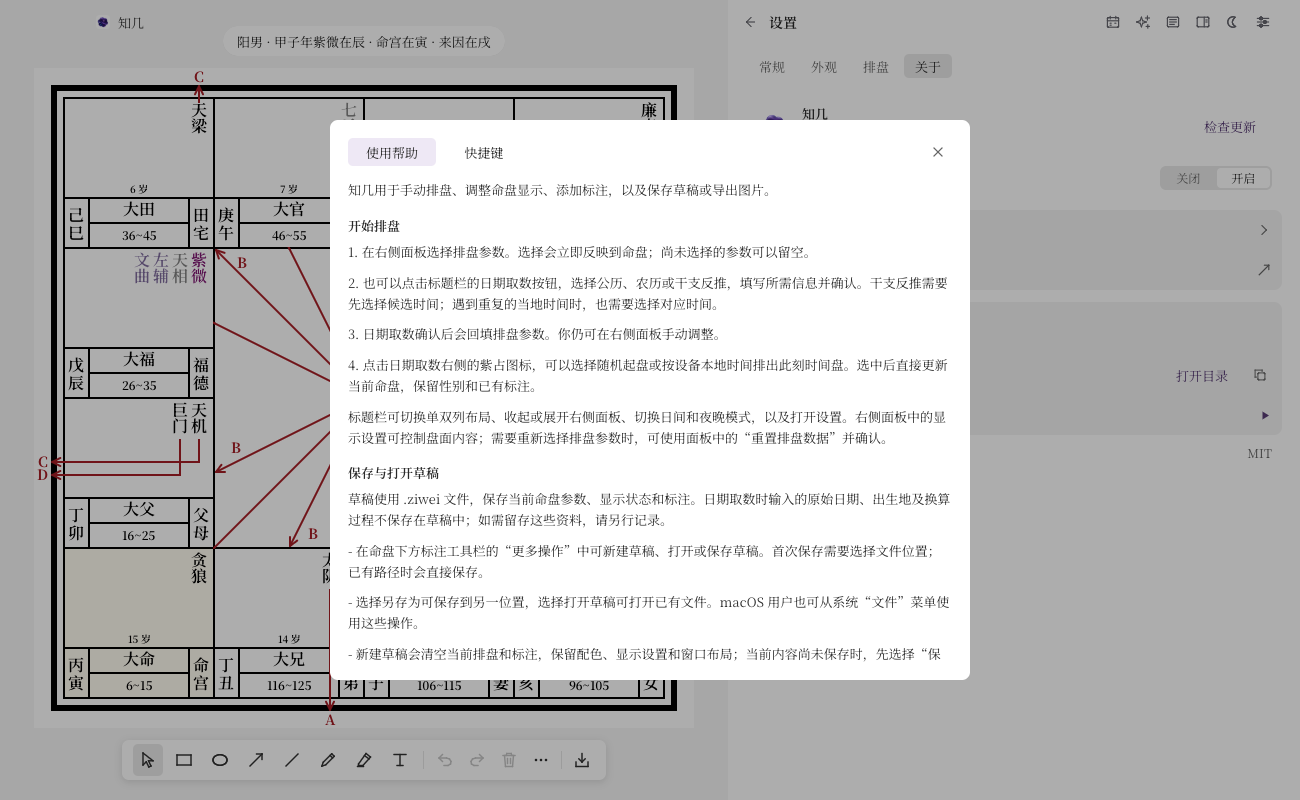 知几
阳男 · 甲子年紫微在辰 · 命宫在寅 · 来因在戌
设置
常规
外观
排盘
关于
知几
检查更新
关闭
开启
打开目录
MIT
使用帮助
快捷键
知几用于手动排盘、调整命盘显示、添加标注，以及保存草稿或导出图片。
开始排盘
1. 在右侧面板选择排盘参数。选择会立即反映到命盘；尚未选择的参数可以留空。
2. 也可以点击标题栏的日期取数按钮，选择公历、农历或干支反推，填写所需信息并确认。干支反推需要
先选择候选时间；遇到重复的当地时间时，也需要选择对应时间。
3. 日期取数确认后会回填排盘参数。你仍可在右侧面板手动调整。
4. 点击日期取数右侧的紫占图标，可以选择随机起盘或按设备本地时间排出此刻时间盘。选中后直接更新
当前命盘，保留性别和已有标注。
标题栏可切换单双列布局、收起或展开右侧面板、切换日间和夜晚模式，以及打开设置。右侧面板中的显
示设置可控制盘面内容；需要重新选择排盘参数时，可使用面板中的“重置排盘数据”并确认。
保存与打开草稿
草稿使用 .ziwei 文件，保存当前命盘参数、显示状态和标注。日期取数时输入的原始日期、出生地及换算
过程不保存在草稿中；如需留存这些资料，请另行记录。
- 在命盘下方标注工具栏的“更多操作”中可新建草稿、打开或保存草稿。首次保存需要选择文件位置；
已有路径时会直接保存。
- 选择另存为可保存到另一位置，选择打开草稿可打开已有文件。macOS 用户也可从系统“文件”菜单使
用这些操作。
- 新建草稿会清空当前排盘和标注，保留配色、显示设置和窗口布局；当前内容尚未保存时，先选择“保
C
天梁
七
廉
6 岁
7 岁
己巳
大田
36~45
田宅
庚午
大官
46~55
文曲
左辅
天相
紫微
B
戊辰
大福
26~35
福德
巨门
天机
B
C
D
丁卯
大父
16~25
父母
B
贪狼
15 岁
14 岁
丙寅
大命
6~15
命宫
丁丑
大兄
116~125
弟
子
106~115
妻
亥
96~105
女
A